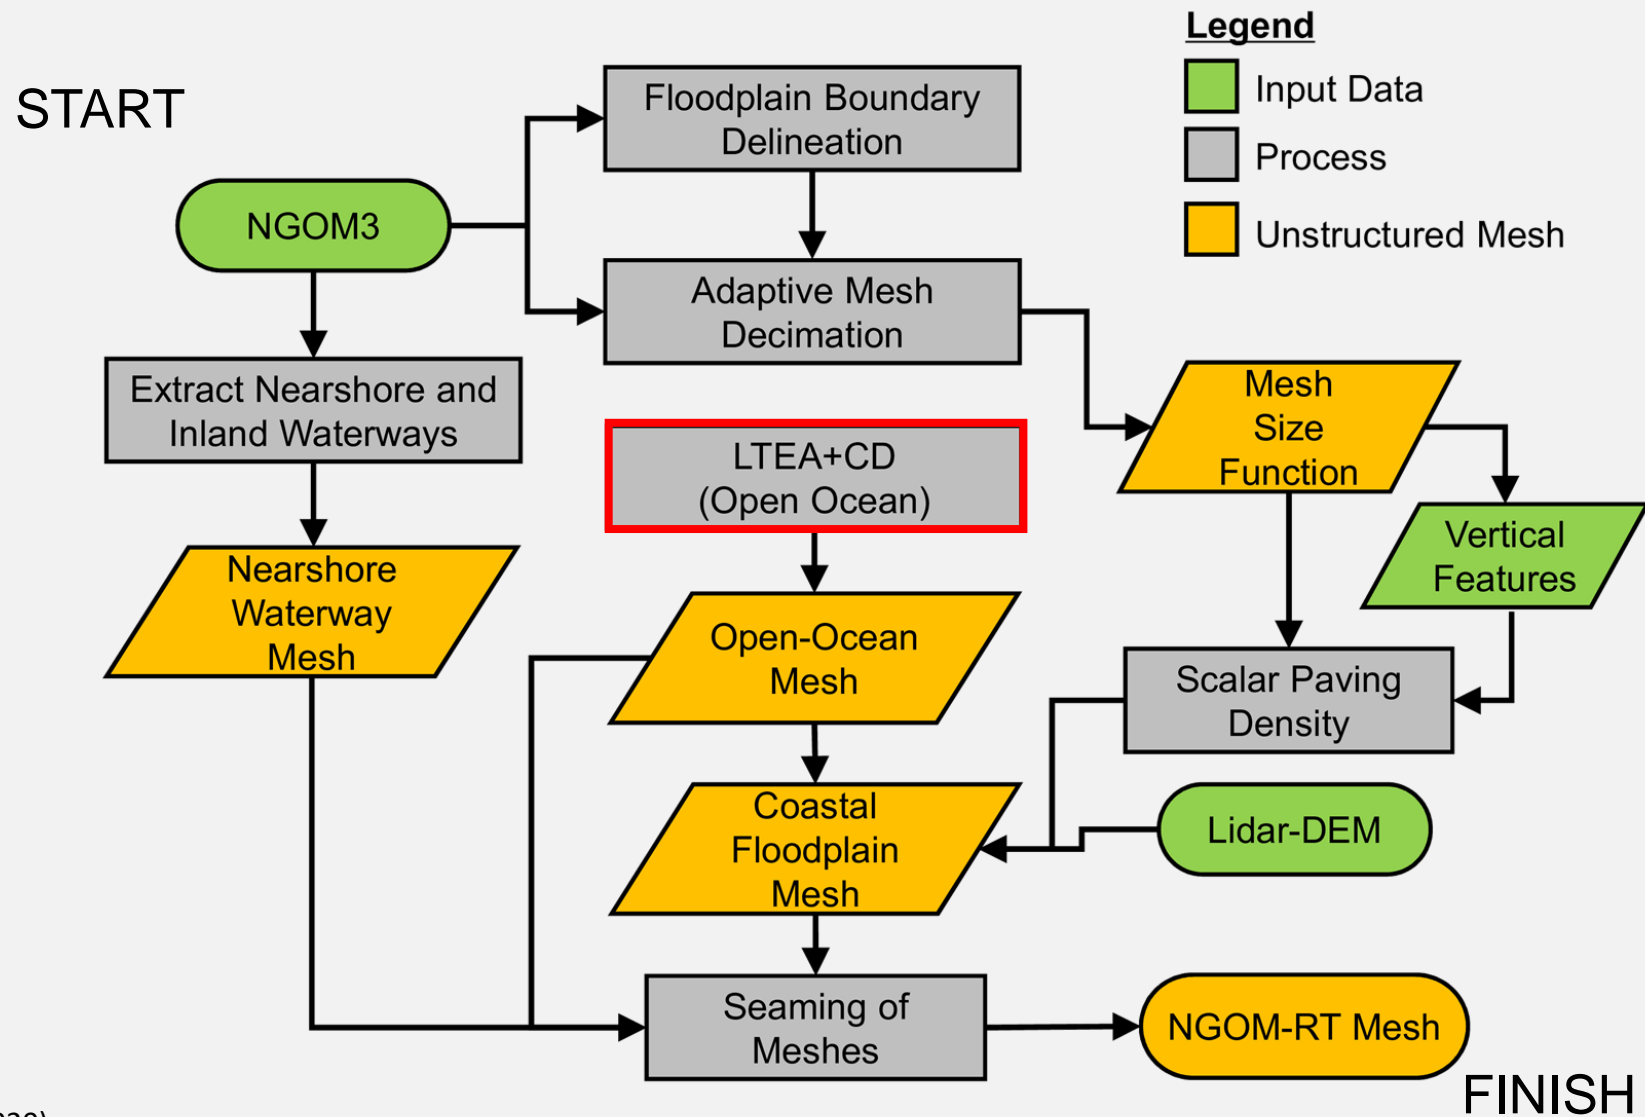 Legend
Input Data
Process
Unstructured Mesh
START
Floodplain Boundary
Delineation
NGOM3
Adaptive Mesh
Decimation
Extract Nearshore and
Inland Waterways
Mesh
Size
Function
LTEA+CD
(Open Ocean)
Vertical
Features
Nearshore
Waterway
Mesh
Open-Ocean
Mesh
Scalar Paving
Density
Coastal
Floodplain
Mesh
Lidar-DEM
Seaming of
Meshes
NGOM-RT Mesh
FINISH